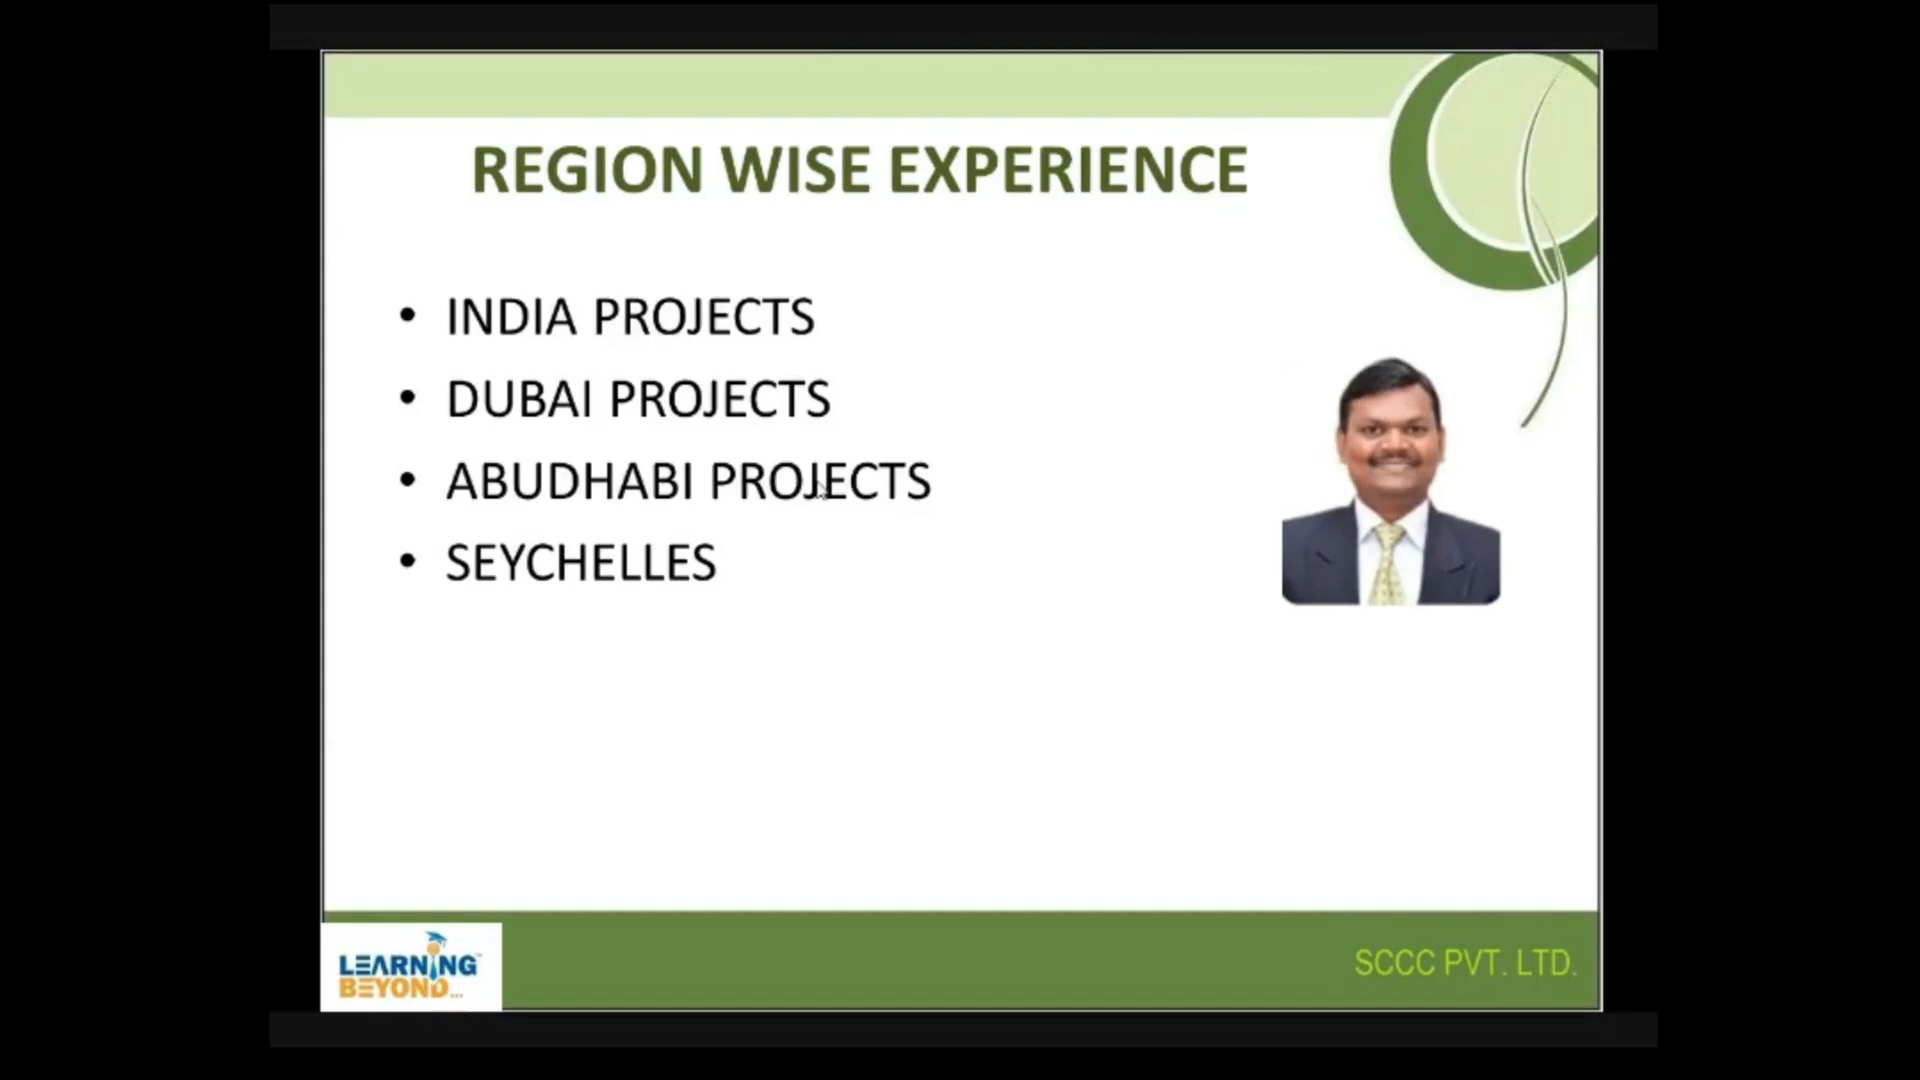 REGION WISE EXPERIENCE
• INDIA PROJECTS
• DUBAI PROJECTS
• ABUDHABI PROJECTS
• SEYCHELLES
LEARNING
BEYOND...
SCCC PVT. LTD.